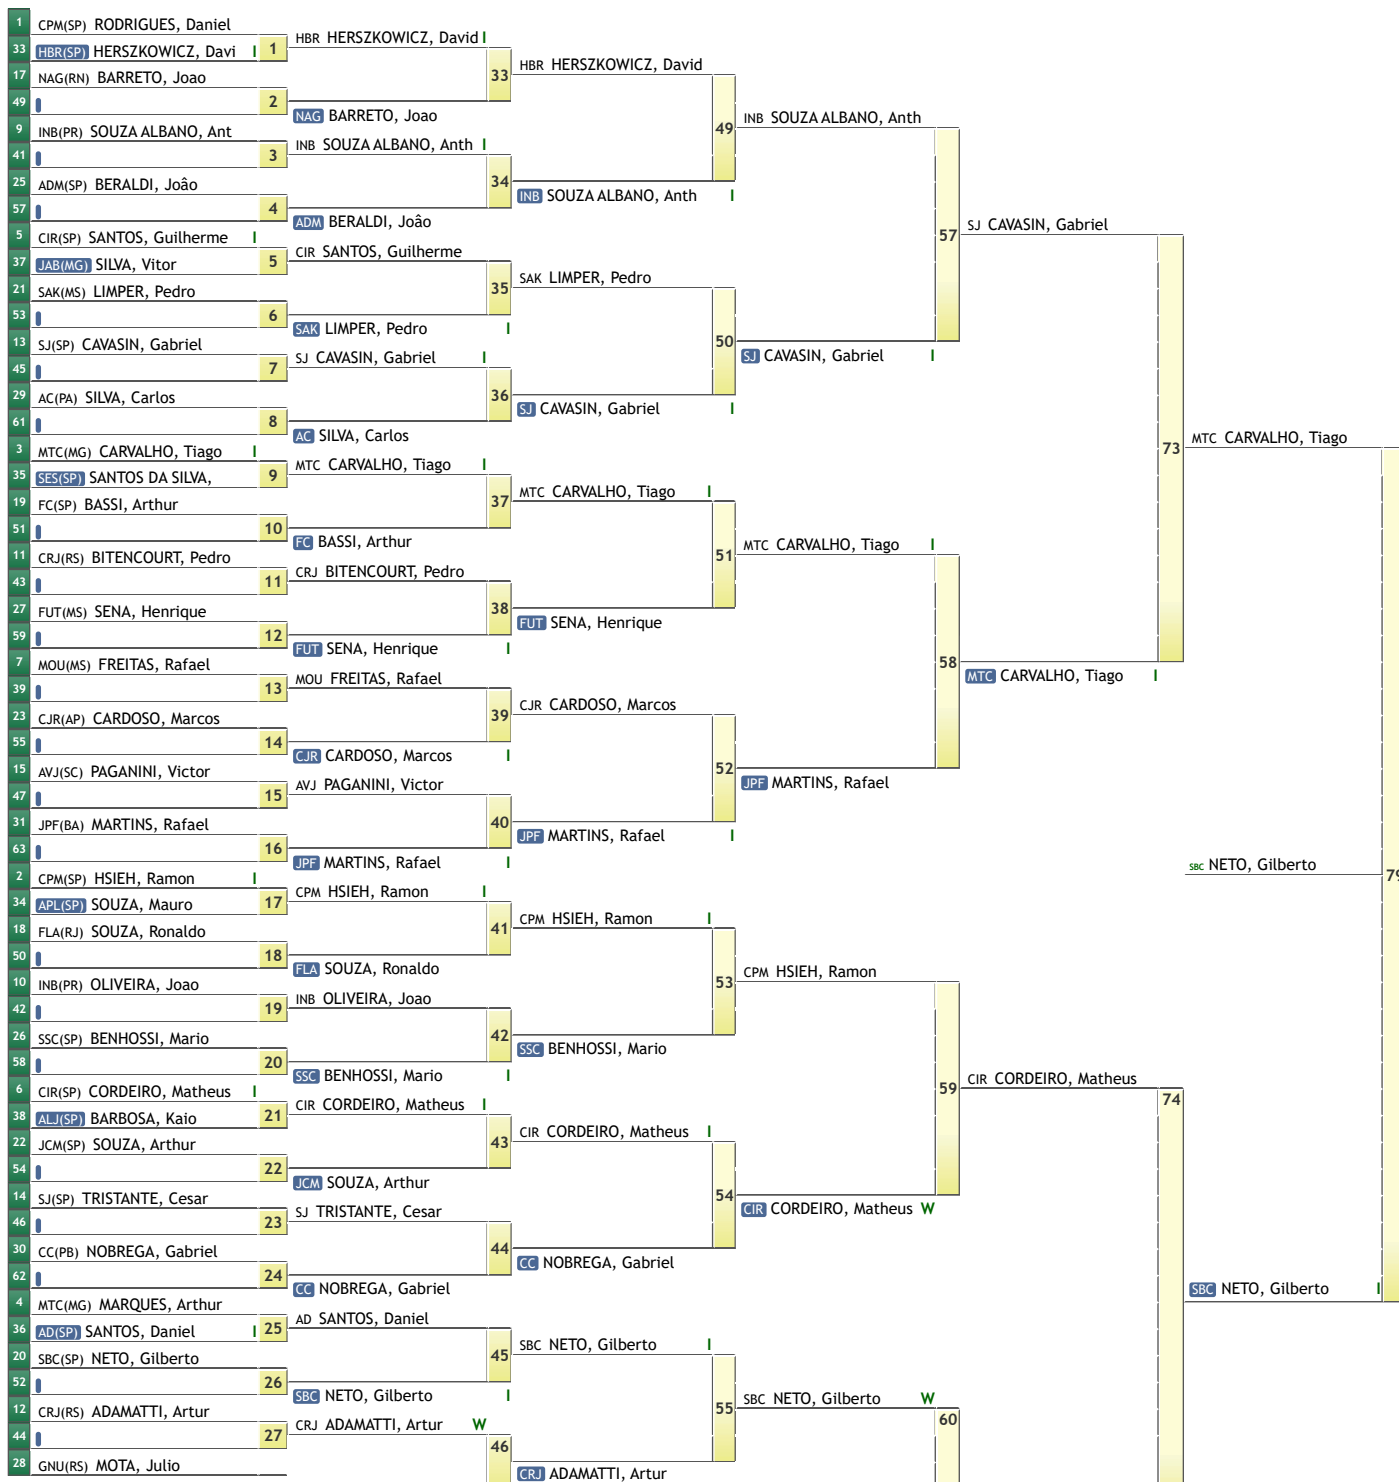 1 CPM(SP) RODRIGUES, Daniel
33 HBR(SP) HERSZKOWICZ, Davi I 1
17 NAG(RN) BARRETO, Joao
49 2
9 INB(PR) SOUZA ALBANO, Ant
41 3
25 ADM(SP) BERALDI, Joâo
57 4
5 CIR(SP) SANTOS, Guilherme I
37 JAB(MG) SILVA, Vitor 5
21 SAK(MS) LIMPER, Pedro
53 6
13 SJ(SP) CAVASIN, Gabriel
45 7
29 AC(PA) SILVA, Carlos
61 8
3 MTC(MG) CARVALHO, Tiago I
35 SES(SP) SANTOS DA SILVA, 9
19 FC(SP) BASSI, Arthur
51 10
11 CRJ(RS) BITENCOURT, Pedro
43 11
27 FUT(MS) SENA, Henrique
59 12
7 MOU(MS) FREITAS, Rafael
39 13
23 CJR(AP) CARDOSO, Marcos
55 14
15 AVJ(SC) PAGANINI, Victor
47 15
31 JPF(BA) MARTINS, Rafael
63 16
2 CPM(SP) HSIEH, Ramon I
34 APL(SP) SOUZA, Mauro 17
18 FLA(RJ) SOUZA, Ronaldo
50 18
10 INB(PR) OLIVEIRA, Joao
42 19
26 SSC(SP) BENHOSSI, Mario
58 20
6 CIR(SP) CORDEIRO, Matheus I
38 ALJ(SP) BARBOSA, Kaio 21
22 JCM(SP) SOUZA, Arthur
54 22
14 SJ(SP) TRISTANTE, Cesar
46 23
30 CC(PB) NOBREGA, Gabriel
62 24
4 MTC(MG) MARQUES, Arthur
36 AD(SP) SANTOS, Daniel I 25
20 SBC(SP) NETO, Gilberto
52 26
12 CRJ(RS) ADAMATTI, Artur
44 27
28 GNU(RS) MOTA, Julio
HBR HERSZKOWICZ, David I
33
NAG BARRETO, Joao
INB SOUZA ALBANO, Anth I
34
ADM BERALDI, Joâo
CIR SANTOS, Guilherme
35
SAK LIMPER, Pedro I
SJ CAVASIN, Gabriel I
36
AC SILVA, Carlos
MTC CARVALHO, Tiago I
37
FC BASSI, Arthur
CRJ BITENCOURT, Pedro
38
FUT SENA, Henrique I
MOU FREITAS, Rafael
39
CJR CARDOSO, Marcos I
AVJ PAGANINI, Victor
40
JPF MARTINS, Rafael I
CPM HSIEH, Ramon I
41
FLA SOUZA, Ronaldo
INB OLIVEIRA, Joao
42
SSC BENHOSSI, Mario I
CIR CORDEIRO, Matheus I
43
JCM SOUZA, Arthur
SJ TRISTANTE, Cesar
44
CC NOBREGA, Gabriel
AD SANTOS, Daniel
45
SBC NETO, Gilberto I
CRJ ADAMATTI, Artur W
46
HBR HERSZKOWICZ, David
49
INB SOUZA ALBANO, Anth I
SAK LIMPER, Pedro
50
SJ CAVASIN, Gabriel I
MTC CARVALHO, Tiago I
51
FUT SENA, Henrique
CJR CARDOSO, Marcos
52
JPF MARTINS, Rafael I
CPM HSIEH, Ramon I
53
SSC BENHOSSI, Mario
CIR CORDEIRO, Matheus I
54
CC NOBREGA, Gabriel
SBC NETO, Gilberto I
55
CRJ ADAMATTI, Artur
INB SOUZA ALBANO, Anth
57
SJ CAVASIN, Gabriel I
MTC CARVALHO, Tiago I
58
JPF MARTINS, Rafael
CPM HSIEH, Ramon
59
CIR CORDEIRO, Matheus W
SBC NETO, Gilberto W
60
SJ CAVASIN, Gabriel
73
MTC CARVALHO, Tiago I
CIR CORDEIRO, Matheus
74
MTC CARVALHO, Tiago
SBC NETO, Gilberto
79
SBC NETO, Gilberto I